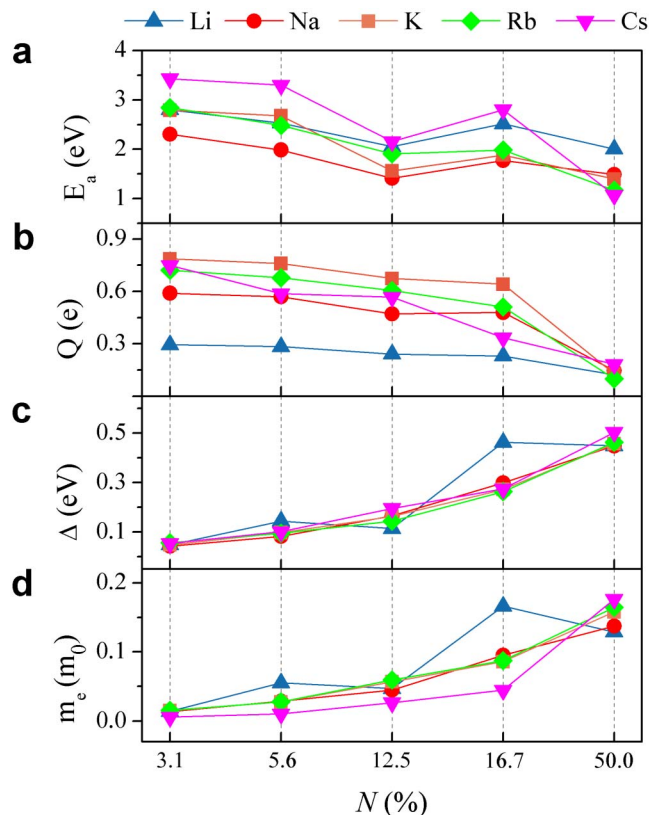 Li Na K Rb Cs
a
4
3
2
1
E_a (eV)
b
0.9
0.6
0.3
Q (e)
c
0.5
0.3
0.1
Δ (eV)
d
0.2
0.1
0.0
m_e (m_0)
3.1 5.6 12.5 16.7 50.0
N (%)